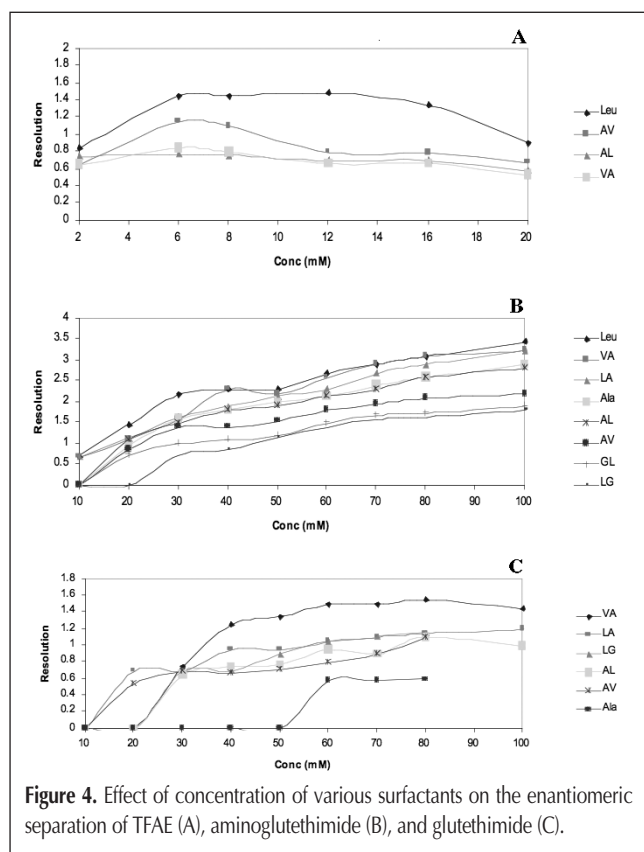 A
2
1.8
1.6
1.4
1.2
1
0.8
0.6
0.4
0.2
0
Resolution
2 4 6 8 10 12 14 16 18 20
Conc (mM)
Leu
AV
AL
VA
B
4
3.5
3
2.5
2
1.5
1
0.5
0
Resolution
10 20 30 40 50 60 70 80 90 100
Conc (mM)
Leu
VA
LA
Ala
AL
AV
GL
LG
C
1.8
1.6
1.4
1.2
1
0.8
0.6
0.4
0.2
0
Resolution
10 20 30 40 50 60 70 80 90 100
Conc (mM)
VA
LA
LG
AL
AV
Ala
Figure 4. Effect of concentration of various surfactants on the enantiomeric
separation of TFAE (A), aminoglutethimide (B), and glutethimide (C).